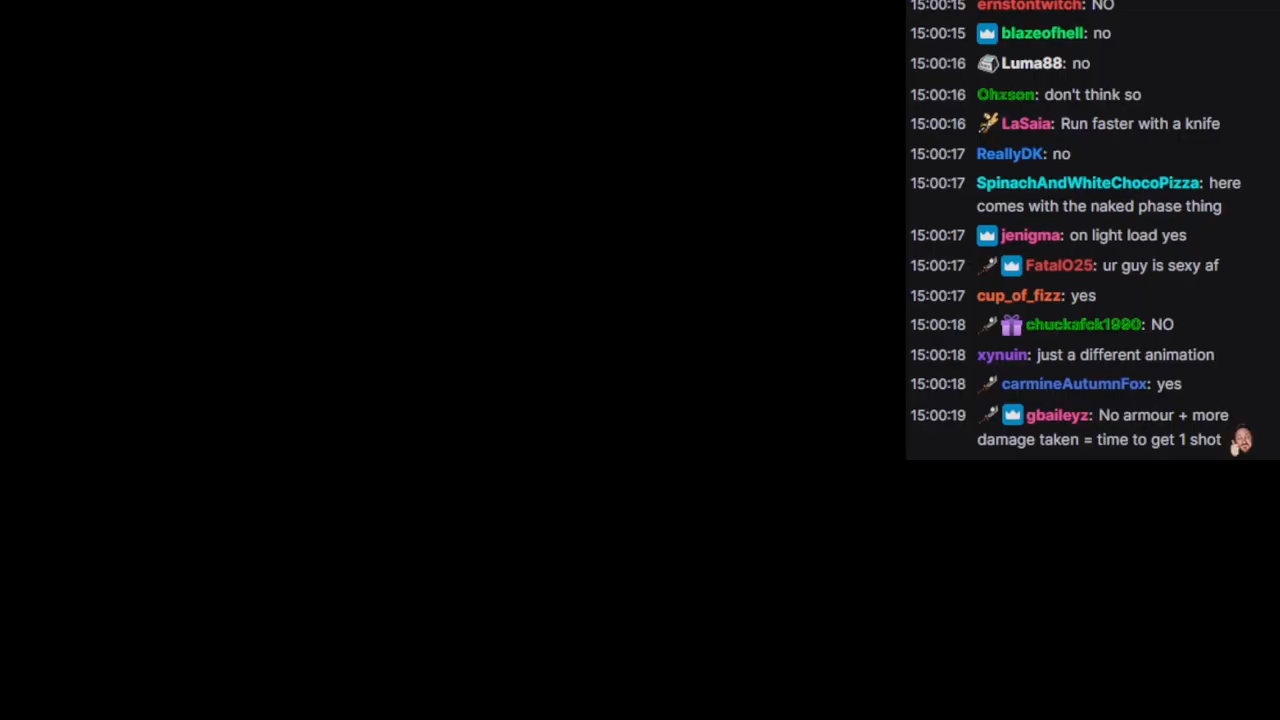 15:00:15 ernstontwitch: NO
15:00:15 blazeofhell: no
15:00:16 Luma88: no
15:00:16 Ohzson: don't think so
15:00:16 LaSaia: Run faster with a knife
15:00:17 ReallyDK: no
15:00:17 SpinachAndWhiteChocoPizza: here
comes with the naked phase thing
15:00:17 jenigma: on light load yes
15:00:17 FatalO25: ur guy is sexy af
15:00:17 cup_of_fizz: yes
15:00:18 chuckafck1990: NO
15:00:18 xynuin: just a different animation
15:00:18 carmineAutumnFox: yes
15:00:19 gbaileyz: No armour + more
damage taken = time to get 1 shot